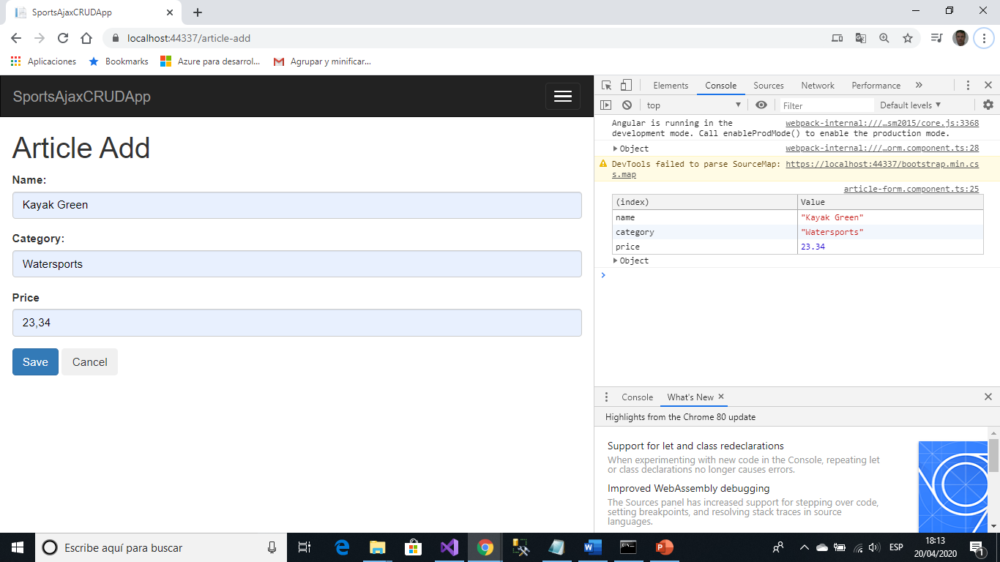 SportsAjaxCRUDApp
localhost:44337/article-add
Aplicaciones
Bookmarks
Azure para desarrol...
Agrupar y minificar...
SportsAjaxCRUDApp
Article Add
Name:
Kayak Green
Category:
Watersports
Price
23,34
Save Cancel
Elements Console Sources Network Performance »
top Filter Default levels
Angular is running in the webpack-internal:///…sm2015/core.js:3368
development mode. Call enableProdMode() to enable the production mode.
Object webpack-internal:///…orm.component.ts:28
DevTools failed to parse SourceMap: https://localhost:44337/bootstrap.min.cs
s.map
article-form.component.ts:25
(index) Value
name "Kayak Green"
category "Watersports"
price 23.34
Object
Console What's New
Highlights from the Chrome 80 update
Support for let and class redeclarations
When experimenting with new code in the Console, repeating let
or class declarations no longer causes errors.
Improved WebAssembly debugging
The Sources panel has increased support for stepping over code,
setting breakpoints, and resolving stack traces in source
languages.
Escribe aquí para buscar
ESP
18:13
20/04/2020
1